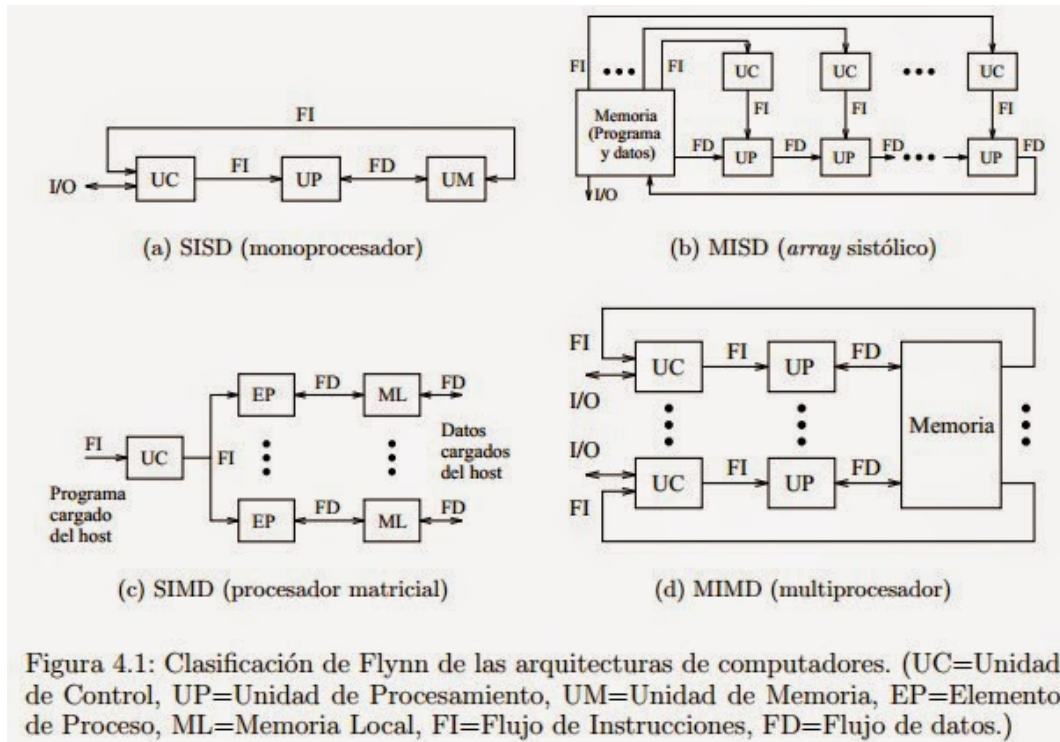 FI
I/O
UC
FI
UP
FD
UM
(a) SISD (monoprocesador)
FI
FI
UC
UC
UC
Memoria
(Programa
y datos)
FI
FI
FI
FD
UP
FD
UP
FD
UP
FD
I/O
(b) MISD (array sistólico)
FI
UC
FI
Programa
cargado
del host
EP
FD
ML
FD
Datos
cargados
del host
EP
FD
ML
FD
(c) SIMD (procesador matricial)
FI
UC
FI
UP
FD
I/O
Memoria
I/O
UC
FI
UP
FD
FI
(d) MIMD (multiprocesador)
Figura 4.1: Clasificación de Flynn de las arquitecturas de computadores. (UC=Unidad
de Control, UP=Unidad de Procesamiento, UM=Unidad de Memoria, EP=Elemento
de Proceso, ML=Memoria Local, FI=Flujo de Instrucciones, FD=Flujo de datos.)